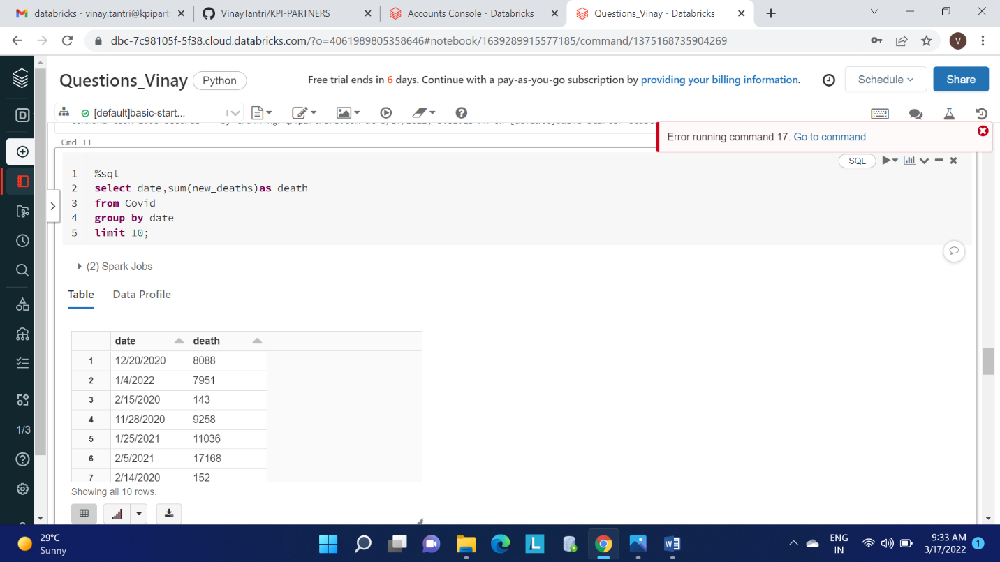 databricks - vinay.tantri@kpipart
VinayTantri/KPI-PARTNERS
Accounts Console - Databricks
Questions_Vinay - Databricks
dbc-7c98105f-5f38.cloud.databricks.com/?o=4061989805358646#notebook/1639289915577185/command/1375168735904269
V
Questions_Vinay
Python
Free trial ends in 6 days. Continue with a pay-as-you-go subscription by providing your billing information.
Schedule
Share
D
[default]basic-start...
Error running command 17. Go to command
Cmd 11
SQL
1 %sql
2 select date,sum(new_deaths)as death
3 from Covid
4 group by date
5 limit 10;
(2) Spark Jobs
Table Data Profile
date death
1 12/20/2020 8088
2 1/4/2022 7951
3 2/15/2020 143
4 11/28/2020 9258
5 1/25/2021 11036
6 2/5/2021 17168
7 2/14/2020 152
Showing all 10 rows.
1/3
29°C
Sunny
L
W
ENG
IN
9:33 AM
3/17/2022
1